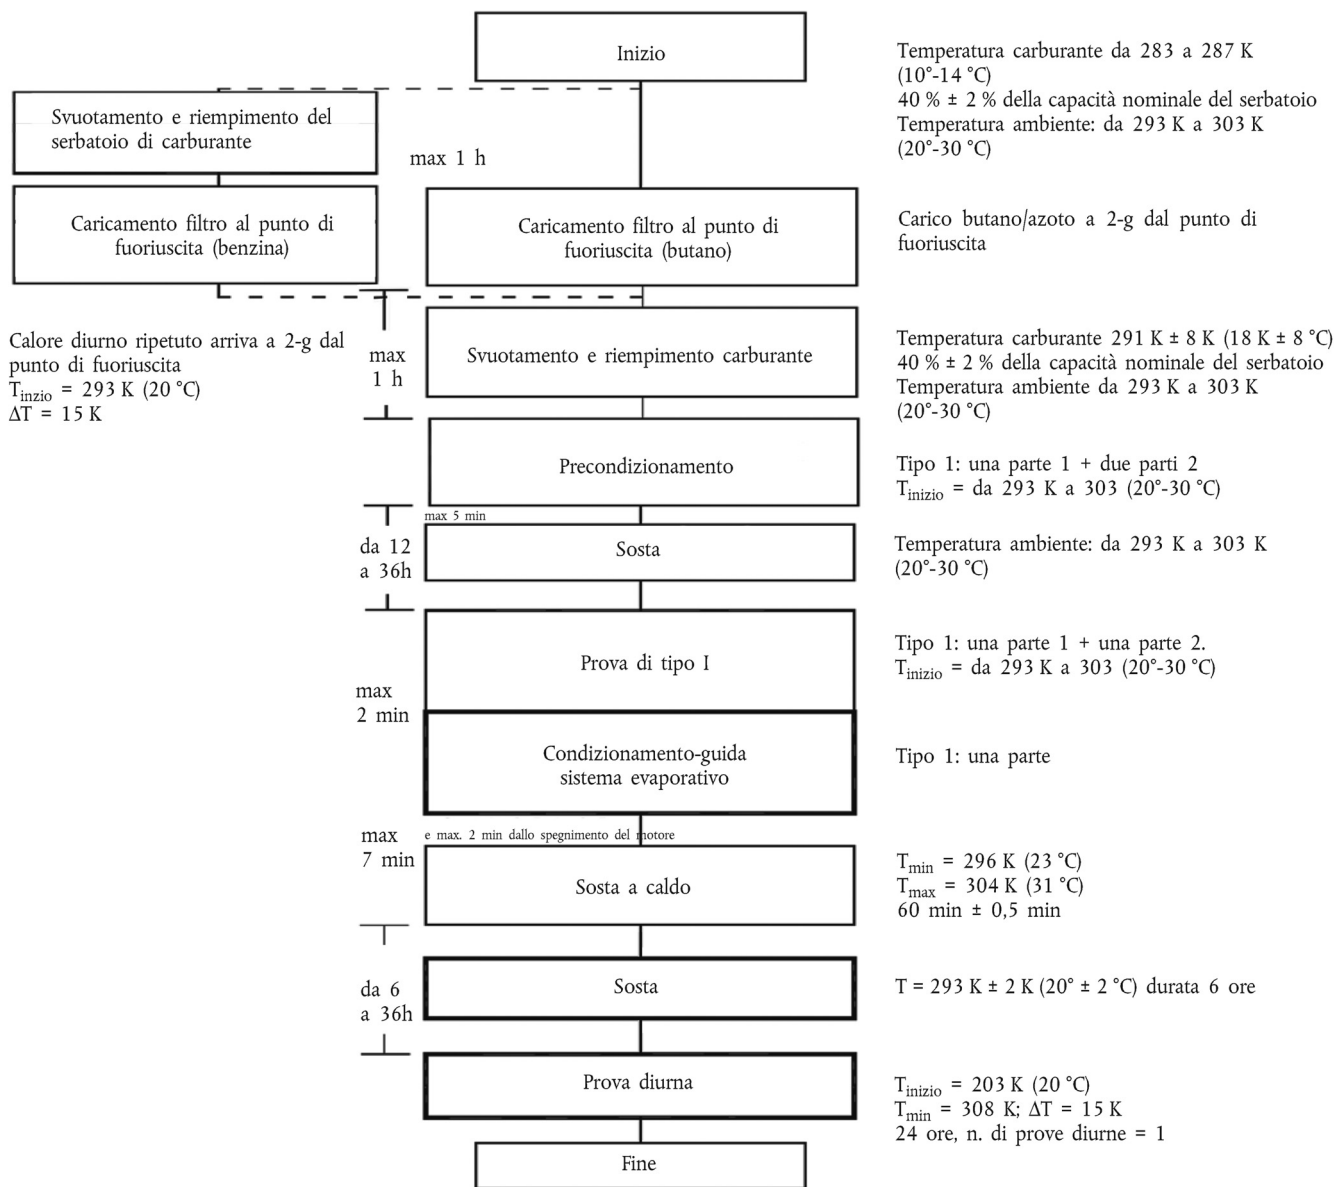 Inizio
Temperatura carburante da 283 a 287 K
(10°-14 °C)
40 % ± 2 % della capacità nominale del serbatoio
Temperatura ambiente: da 293 K a 303 K
(20°-30 °C)
Svuotamento e riempimento del
serbatoio di carburante
max 1 h
Caricamento filtro al punto di
fuoriuscita (benzina)
Caricamento filtro al punto di
fuoriuscita (butano)
Carico butano/azoto a 2-g dal punto di
fuoriuscita
Calore diurno ripetuto arriva a 2-g dal
punto di fuoriuscita
Tinzio = 293 K (20 °C)
ΔT = 15 K
max
1 h
Svuotamento e riempimento carburante
Temperatura carburante 291 K ± 8 K (18 K ± 8 °C)
40 % ± 2 % della capacità nominale del serbatoio
Temperatura ambiente da 293 K a 303 K
(20°-30 °C)
Precondizionamento
Tipo 1: una parte 1 + due parti 2
Tinizio = da 293 K a 303 (20°-30 °C)
max 5 min
da 12
a 36h
Sosta
Temperatura ambiente: da 293 K a 303 K
(20°-30 °C)
Prova di tipo I
Tipo 1: una parte 1 + una parte 2.
Tinizio = da 293 K a 303 (20°-30 °C)
max
2 min
Condizionamento-guida
sistema evaporativo
Tipo 1: una parte
max
7 min
e max. 2 min dallo spegnimento del motore
Sosta a caldo
Tmin = 296 K (23 °C)
Tmax = 304 K (31 °C)
60 min ± 0,5 min
da 6
a 36h
Sosta
T = 293 K ± 2 K (20° ± 2 °C) durata 6 ore
Prova diurna
Tinizio = 203 K (20 °C)
Tmin = 308 K; ΔT = 15 K
24 ore, n. di prove diurne = 1
Fine